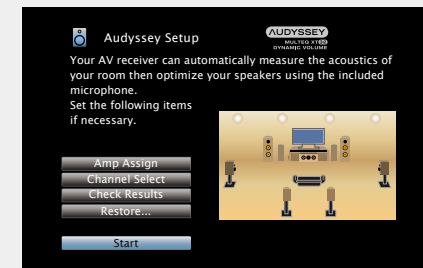 Audyssey Setup
AUDYSSEY
MULTEQ XT32
DYNAMIC VOLUME
Your AV receiver can automatically measure the acoustics of
your room then optimize your speakers using the included
microphone.
Set the following items
if necessary.
Amp Assign
Channel Select
Check Results
Restore...
Start